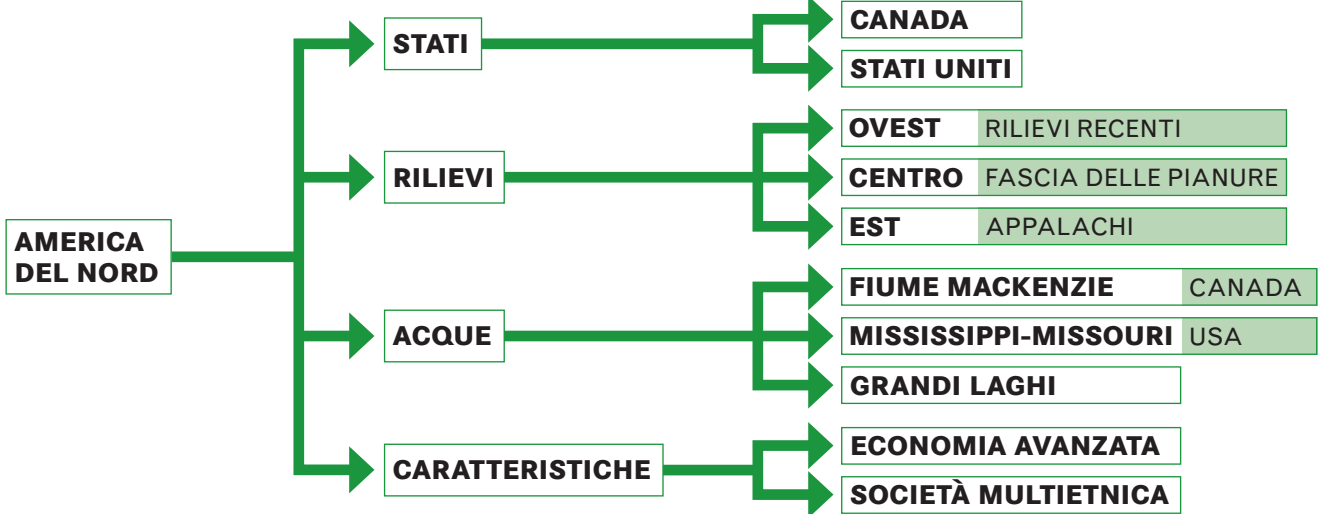 AMERICA
DEL NORD
STATI
CANADA
STATI UNITI
RILIEVI
OVEST RILIEVI RECENTI
CENTRO FASCIA DELLE PIANURE
EST APPALACHI
ACQUE
FIUME MACKENZIE CANADA
MISSISSIPPI-MISSOURI USA
GRANDI LAGHI
CARATTERISTICHE
ECONOMIA AVANZATA
SOCIETÀ MULTIETNICA